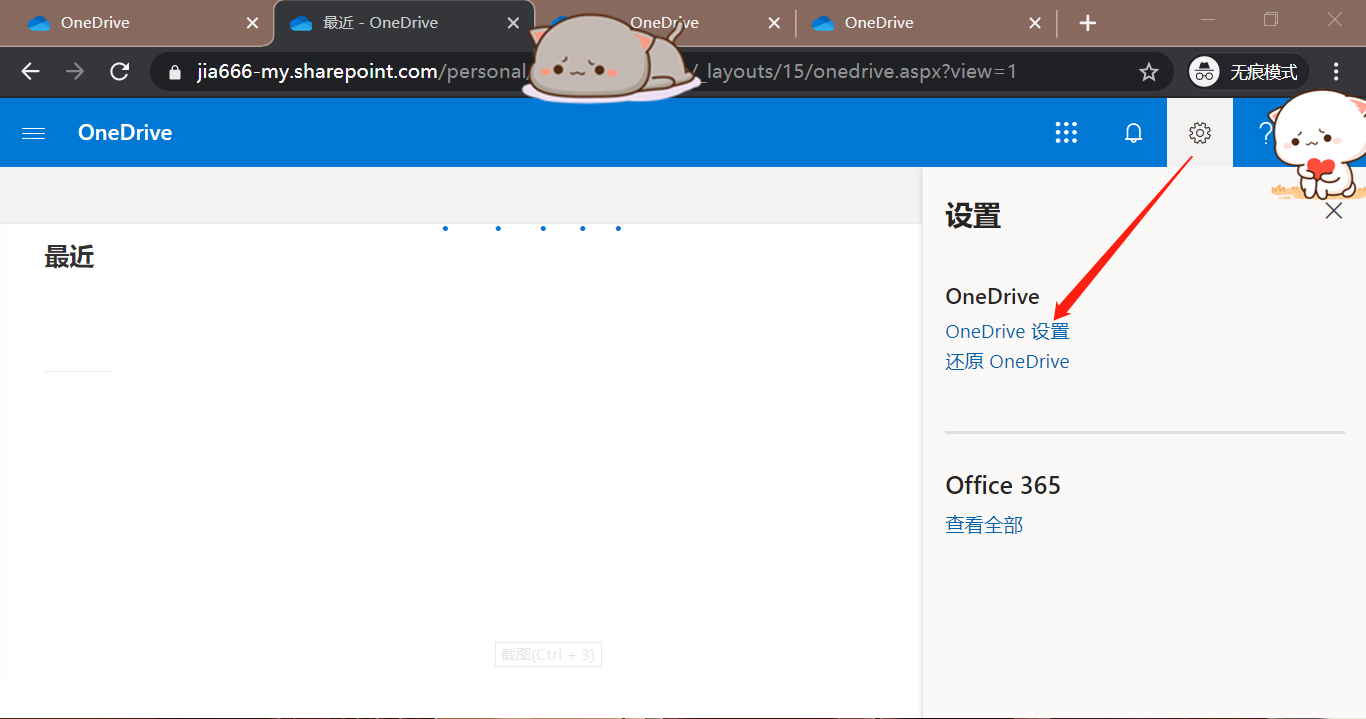 OneDrive
最近 - OneDrive
OneDrive
OneDrive
jia666-my.sharepoint.com/personal/
/_layouts/15/onedrive.aspx?view=1
无痕模式
OneDrive
?
最近
设置
OneDrive
OneDrive 设置
还原 OneDrive
Office 365
查看全部
截图(Ctrl + 3)